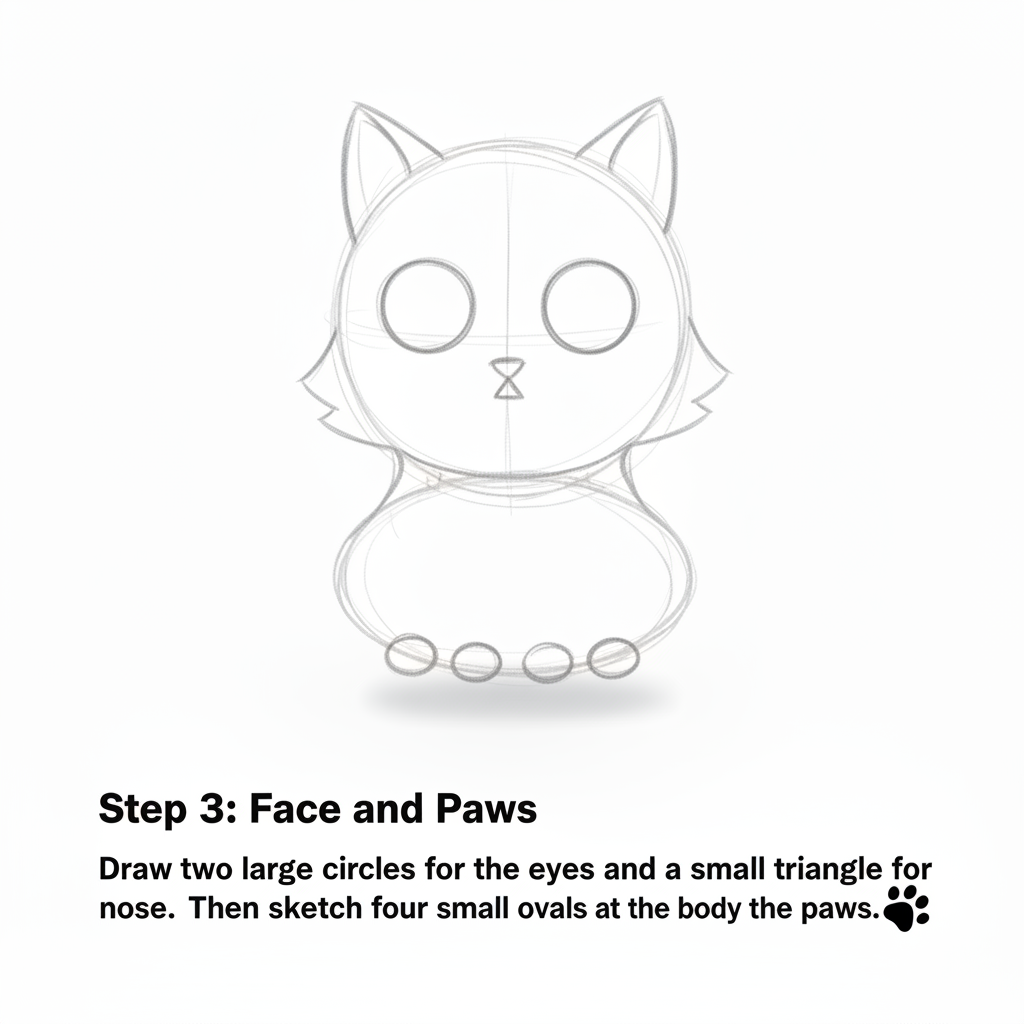 Step 3: Face and Paws
Draw two large circles for the eyes and a small triangle for
nose. Then sketch four small ovals at the body the paws.